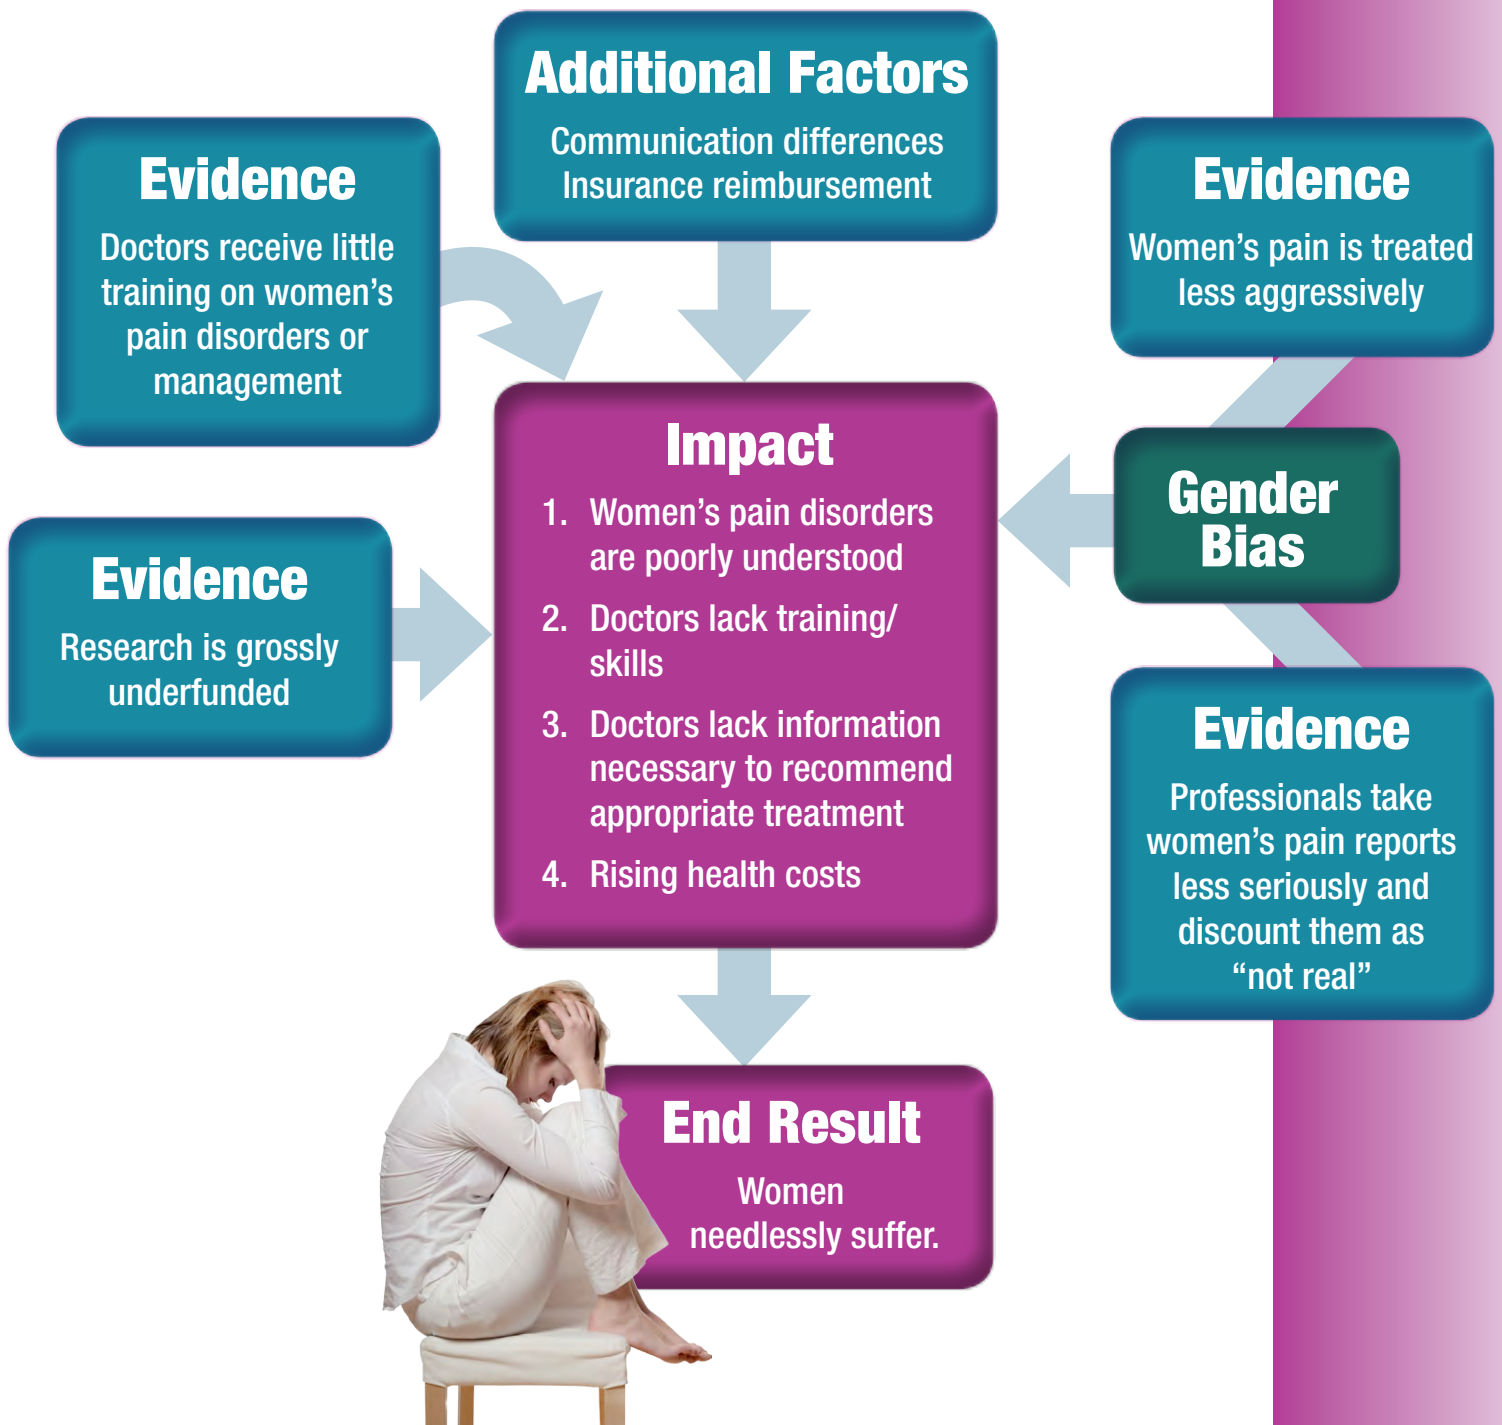 Additional Factors
Communication differences
Insurance reimbursement
Evidence
Doctors receive little
training on women’s
pain disorders or
management
Evidence
Women’s pain is treated
less aggressively
Evidence
Research is grossly
underfunded
Impact
1. Women’s pain disorders
are poorly understood
2. Doctors lack training/
skills
3. Doctors lack information
necessary to recommend
appropriate treatment
4. Rising health costs
Gender
Bias
Evidence
Professionals take
women’s pain reports
less seriously and
discount them as
“not real”
End Result
Women
needlessly suffer.